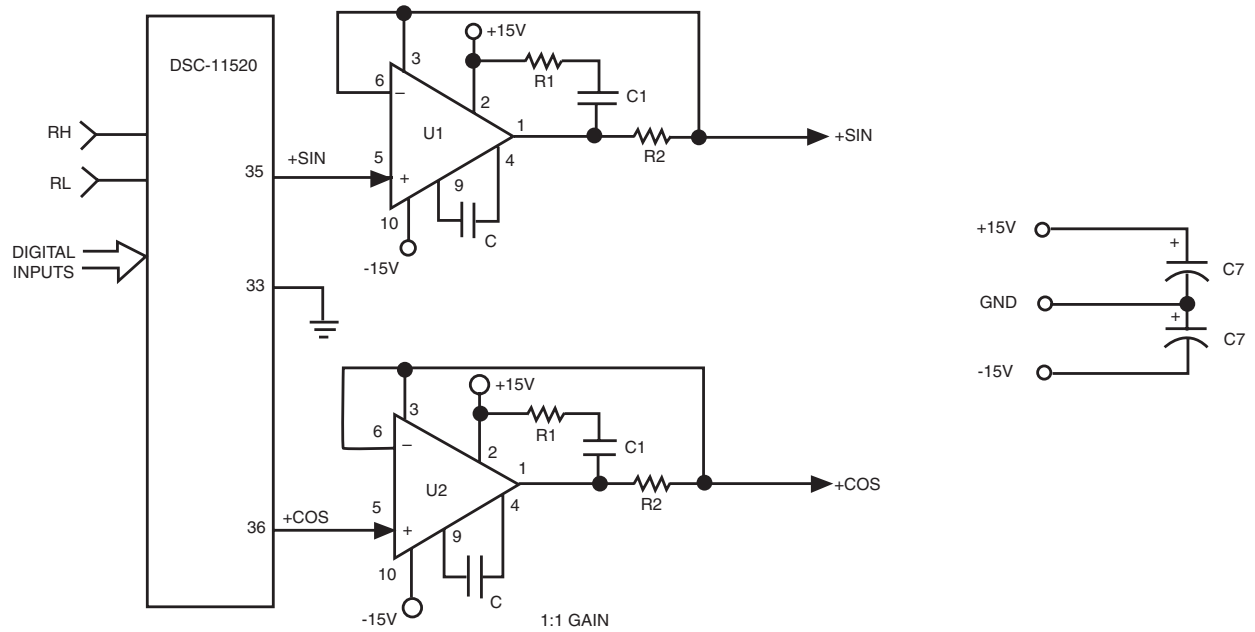 DSC-11520
RH
RL
DIGITAL
INPUTS
35
+SIN
33
36
+COS
+15V
3
6
–
2
U1
1
5
+
4
9
10
-15V
C
R1
C1
R2
+SIN
+15V
3
6
–
2
U2
1
5
+
4
9
10
-15V
C
R1
C1
R2
+COS
1:1 GAIN
+15V
+
C7
GND
+
C7
-15V